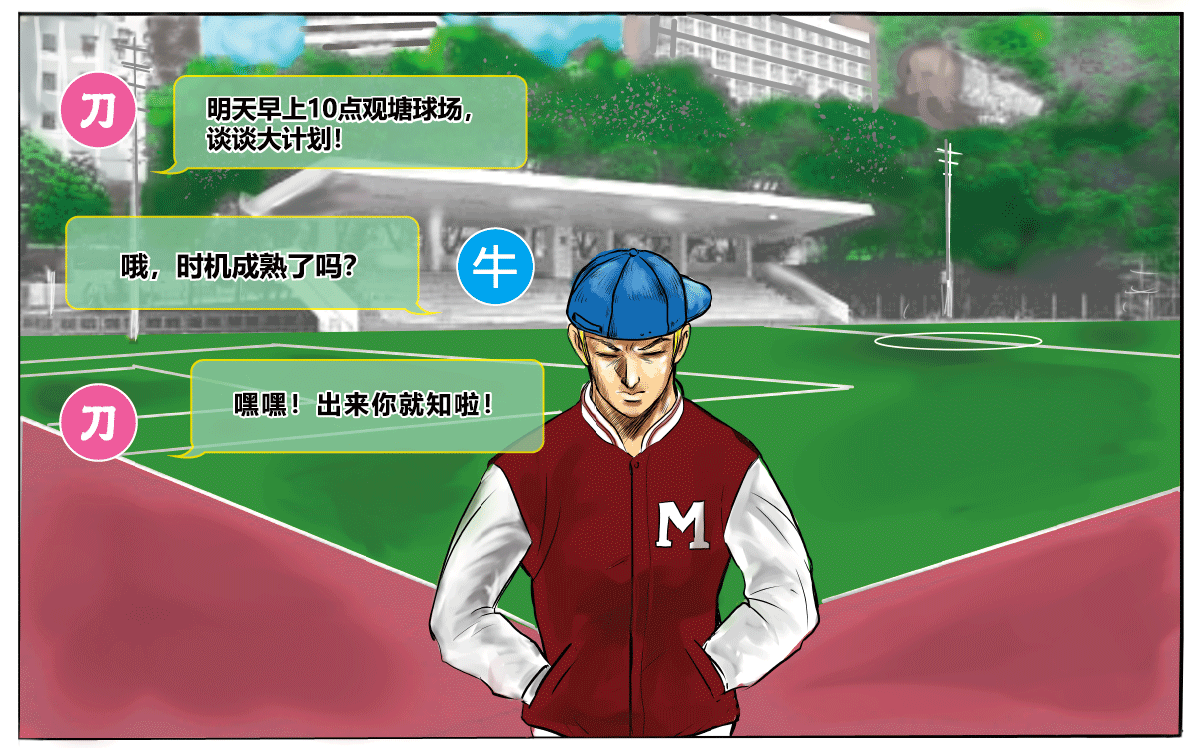 刀
明天早上10点观塘球场，
谈谈大计划！
哦，时机成熟了吗？
牛
刀
嘿嘿！出来你就知啦！
M